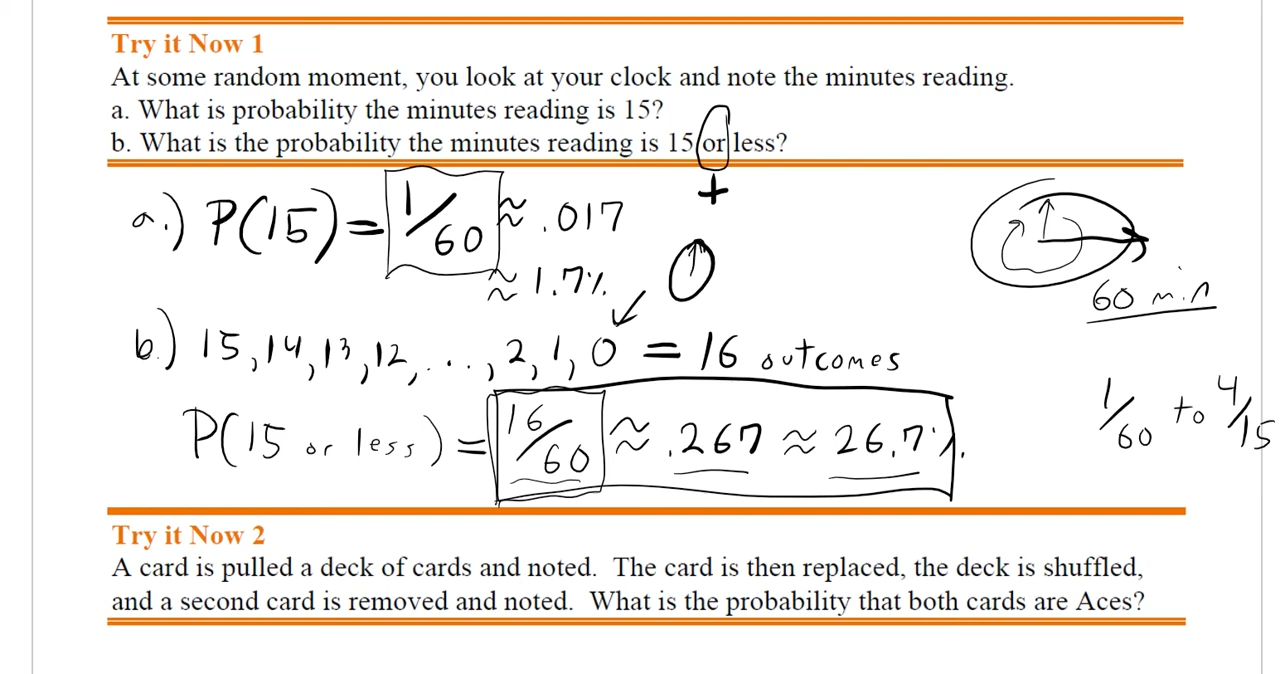 Try it Now 1
At some random moment, you look at your clock and note the minutes reading.
a. What is probability the minutes reading is 15?
b. What is the probability the minutes reading is 15 or less?
+
a.) P(15) = 1/60 ≈ .017
≈ 1.7%
60 min
b.) 15, 14, 13, 12, ..., 2, 1, 0 = 16 outcomes
P(15 or less) = 16/60 ≈ .267 ≈ 26.7%.
1/60 to 4/15
Try it Now 2
A card is pulled a deck of cards and noted. The card is then replaced, the deck is shuffled,
and a second card is removed and noted. What is the probability that both cards are Aces?